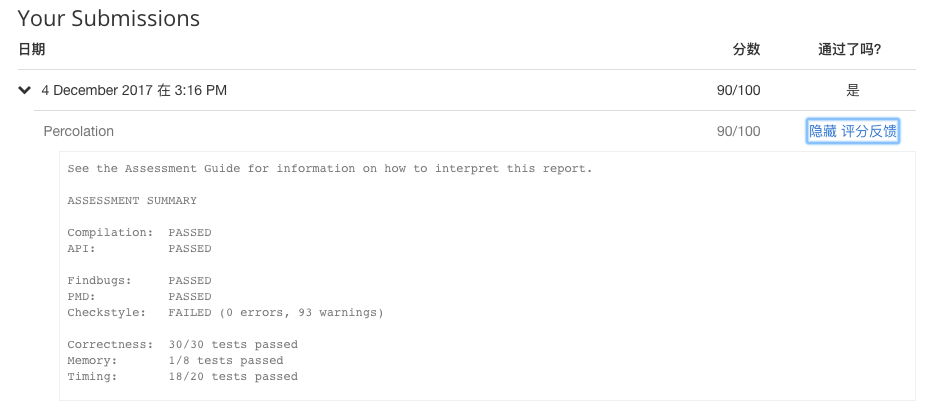 Your Submissions
日期 分数 通过了吗?
4 December 2017 在 3:16 PM 90/100 是
Percolation 90/100 隐藏 评分反馈
See the Assessment Guide for information on how to interpret this report.
ASSESSMENT SUMMARY
Compilation: PASSED
API: PASSED
Findbugs: PASSED
PMD: PASSED
Checkstyle: FAILED (0 errors, 93 warnings)
Correctness: 30/30 tests passed
Memory: 1/8 tests passed
Timing: 18/20 tests passed